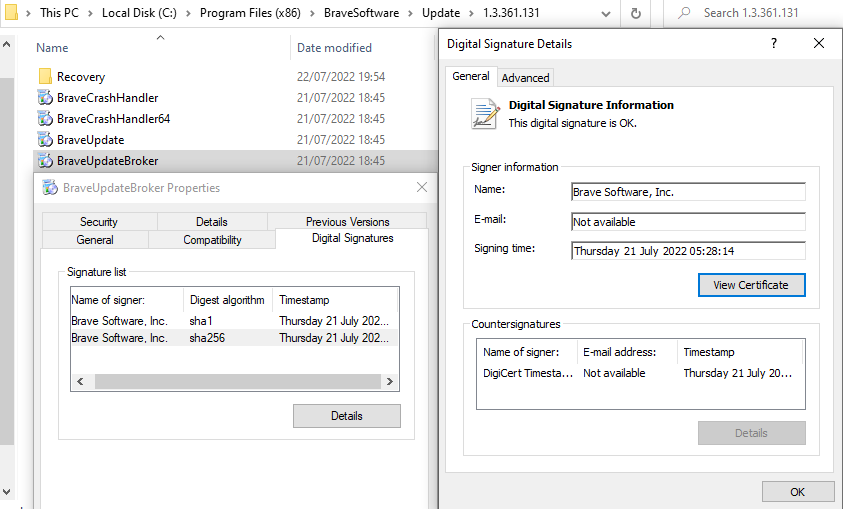 This PC > Local Disk (C:) > Program Files (x86) > BraveSoftware > Update > 1.3.361.131
Search 1.3.361.131
Name Date modified
Recovery 22/07/2022 19:54
BraveCrashHandler 21/07/2022 18:45
BraveCrashHandler64 21/07/2022 18:45
BraveUpdate 21/07/2022 18:45
BraveUpdateBroker 21/07/2022 18:45
BraveUpdateBroker Properties
Security Details Previous Versions
General Compatibility Digital Signatures
Signature list
Name of signer: Digest algorithm Timestamp
Brave Software, Inc. sha1 Thursday 21 July 202...
Brave Software, Inc. sha256 Thursday 21 July 202...
Details
Digital Signature Details
General Advanced
Digital Signature Information
This digital signature is OK.
Signer information
Name: Brave Software, Inc.
E-mail: Not available
Signing time: Thursday 21 July 2022 05:28:14
View Certificate
Countersignatures
Name of signer: E-mail address: Timestamp
DigiCert Timesta... Not available Thursday 21 July 20...
Details
OK